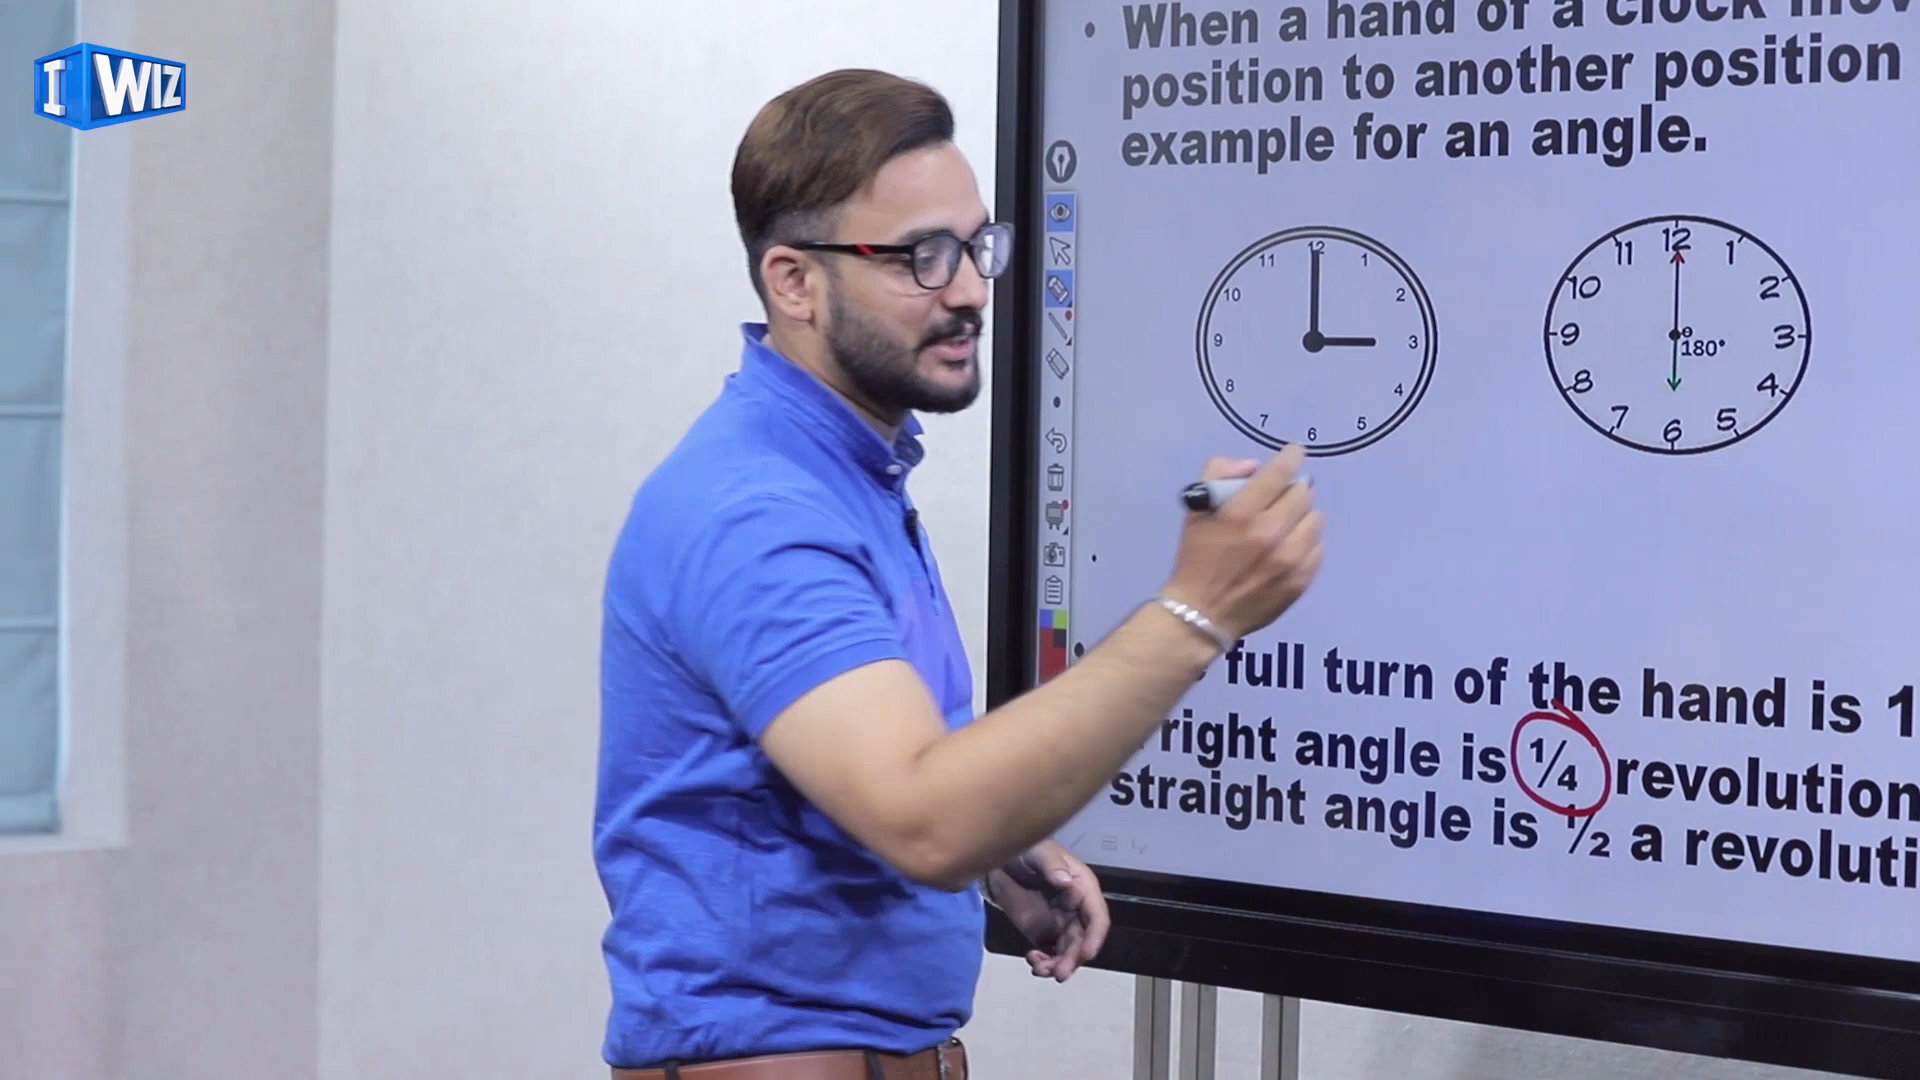 I WIZ
When a hand of a clock mov
position to another position
example for an angle.
12
11 1
10 2
9 3
8 4
7 5
6
12
11 1
10 2
9 3
θ
180°
8 4
7 5
6
full turn of the hand is 1
right angle is 1/4 revolution
straight angle is 1/2 a revoluti